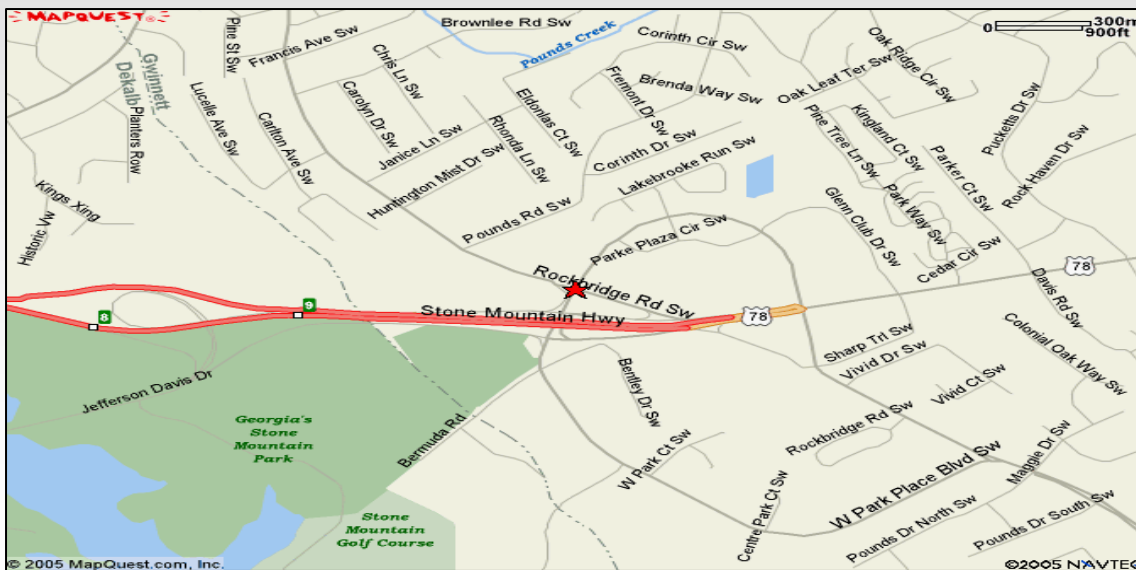 MAPQUEST®
Brownlee Rd Sw
300m
0
900ft
Pine St Sw
Francis Ave Sw
Pounds Creek
Corinth Cir Sw
Oak Ridge Cir Sw
Gwinnett
Dekalb
Chris Ln Sw
Fremont Dr Sw
Brenda Way Sw
Oak Leaf Ter Sw
Lucelle Ave Sw
Carolyn Dr Sw
Eldonlas Ct Sw
Pucketts Dr Sw
Planters Row
Carlton Ave Sw
Janice Ln Sw
Rhonda Ln Sw
Corinth Dr Sw
Pine Tree Ln Sw
Kingland Ct Sw
Parker Ct Sw
Rock Haven Dr Sw
Huntington Mist Dr Sw
Lakebrooke Run Sw
Kings Xing
Historic Vw
Pounds Rd Sw
Parke Plaza Cir Sw
Glenn Club Dr Sw
Park Way Sw
Cedar Cir Sw
78
Rockbridge Rd Sw
Davis Rd Sw
8
9
Stone Mountain Hwy
78
Sharp Trl Sw
Colonial Oak Way Sw
Vivid Dr Sw
Jefferson Davis Dr
Bentley Dr Sw
Vivid Ct Sw
Georgia's
Stone
Mountain
Park
Bermuda Rd
Rockbridge Rd Sw
W Park Ct Sw
Maggie Dr Sw
W Park Place Blvd Sw
Centre Park Ct Sw
Pounds Dr North Sw
Pounds Dr South Sw
Stone
Mountain
Golf Course
© 2005 MapQuest.com, Inc.
©2005 NAVTEQ